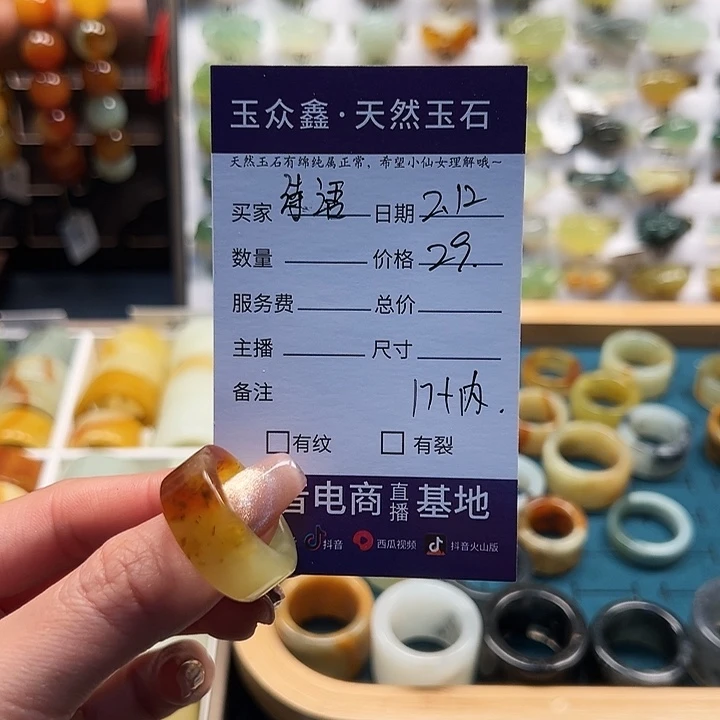 玉众鑫·天然玉石
天然玉石有绵纯属正常，希望小仙女理解哦~
买家 日期 2.12
数量 价格 29.
服务费 总价
主播 尺寸
备注 17+内.
有纹 有裂
音电商直播基地
抖音 西瓜视频 抖音火山版